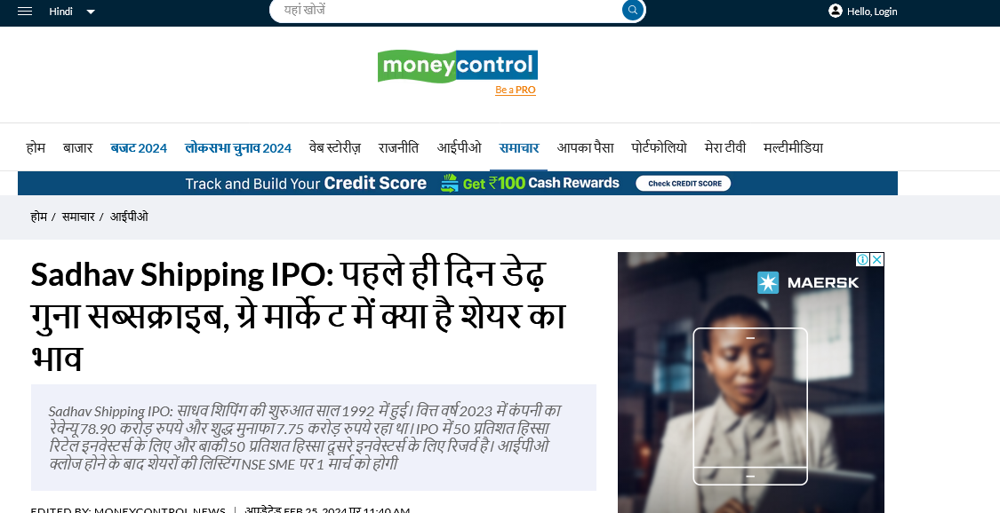 Hindi
यहां खोजें
Hello, Login
moneycontrol
Be a PRO
होम बाजार बजट 2024 लोकसभा चुनाव 2024 वेब स्टोरीज़ राजनीति आईपीओ समाचार आपका पैसा पोर्टफोलियो मेरा टीवी मल्टीमीडिया
Track and Build Your Credit Score Get ₹100 Cash Rewards Check CREDIT SCORE
होम / समाचार / आईपीओ
Sadhav Shipping IPO: पहले ही दिन डेढ़
गुना सब्सक्राइब, ग्रे मार्केट में क्या है शेयर का
भाव
MAERSK
Sadhav Shipping IPO: साधव शिपिंग की शुरुआत साल 1992 में हुई। वित्त वर्ष 2023 में कंपनी का
रेवेन्यू 78.90 करोड़ रुपये और शुद्ध मुनाफा 7.75 करोड़ रुपये रहा था। IPO में 50 प्रतिशत हिस्सा
रिटेल इनवेस्टर्स के लिए और बाकी 50 प्रतिशत हिस्सा दूसरे इनवेस्टर्स के लिए रिजर्व है। आईपीओ
क्लोज होने के बाद शेयरों की लिस्टिंग NSE SME पर 1 मार्च को होगी
EDITED BY: MONEYCONTROL NEWS | अपडेटेड FEB 25, 2024 पर 11:40 AM